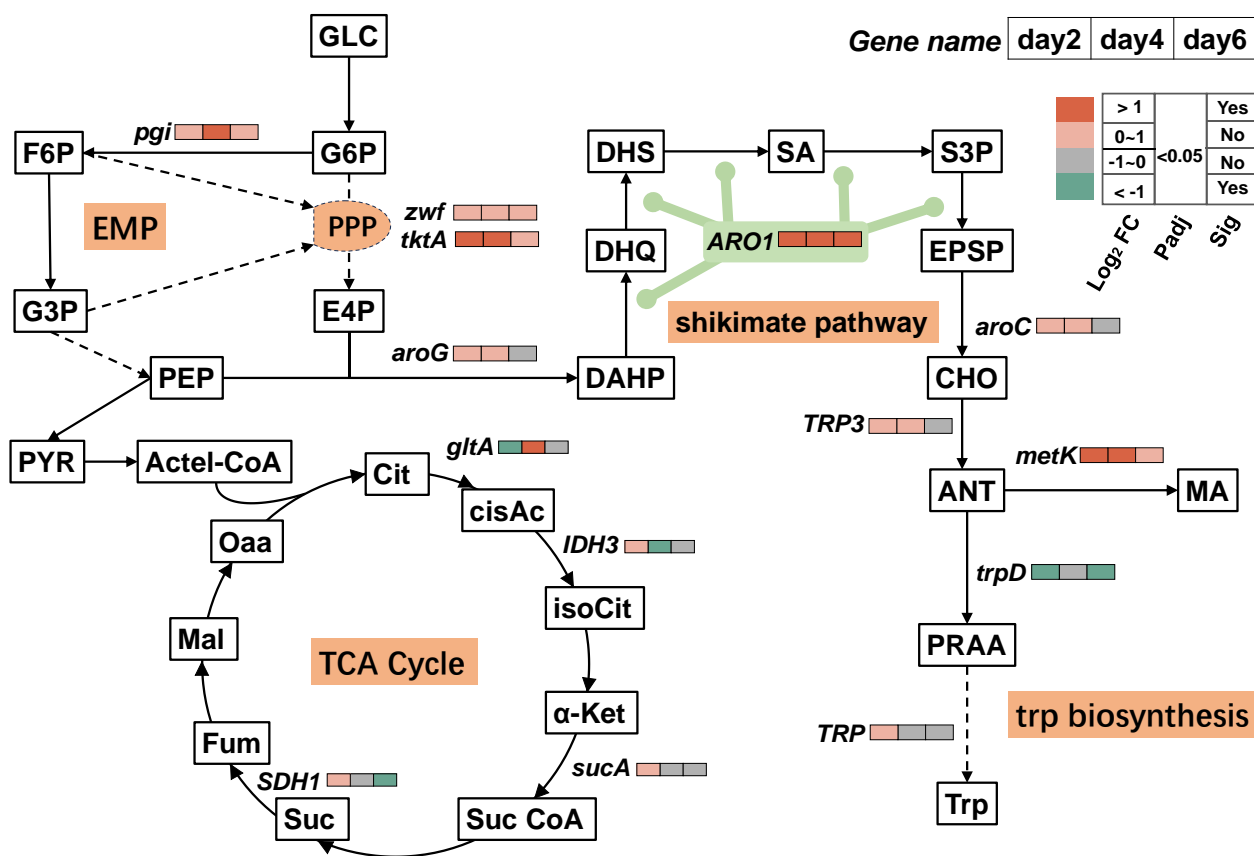 GLC
Gene name day2 day4 day6
> 1 Yes
0~1 No
-1~0 <0.05 No
< -1 Yes
Log₂ FC Padj Sig
pgi
F6P G6P DHS SA S3P
EMP PPP zwf
tktA ARO1
DHQ EPSP
G3P E4P shikimate pathway
aroG aroC
PEP DAHP CHO
TRP3
PYR Actel-CoA gltA metK
Cit ANT MA
cisAc
Oaa IDH3
trpD
isoCit
Mal PRAA
TCA Cycle
α-Ket trp biosynthesis
Fum TRP
SDH1 sucA
Suc Suc CoA Trp